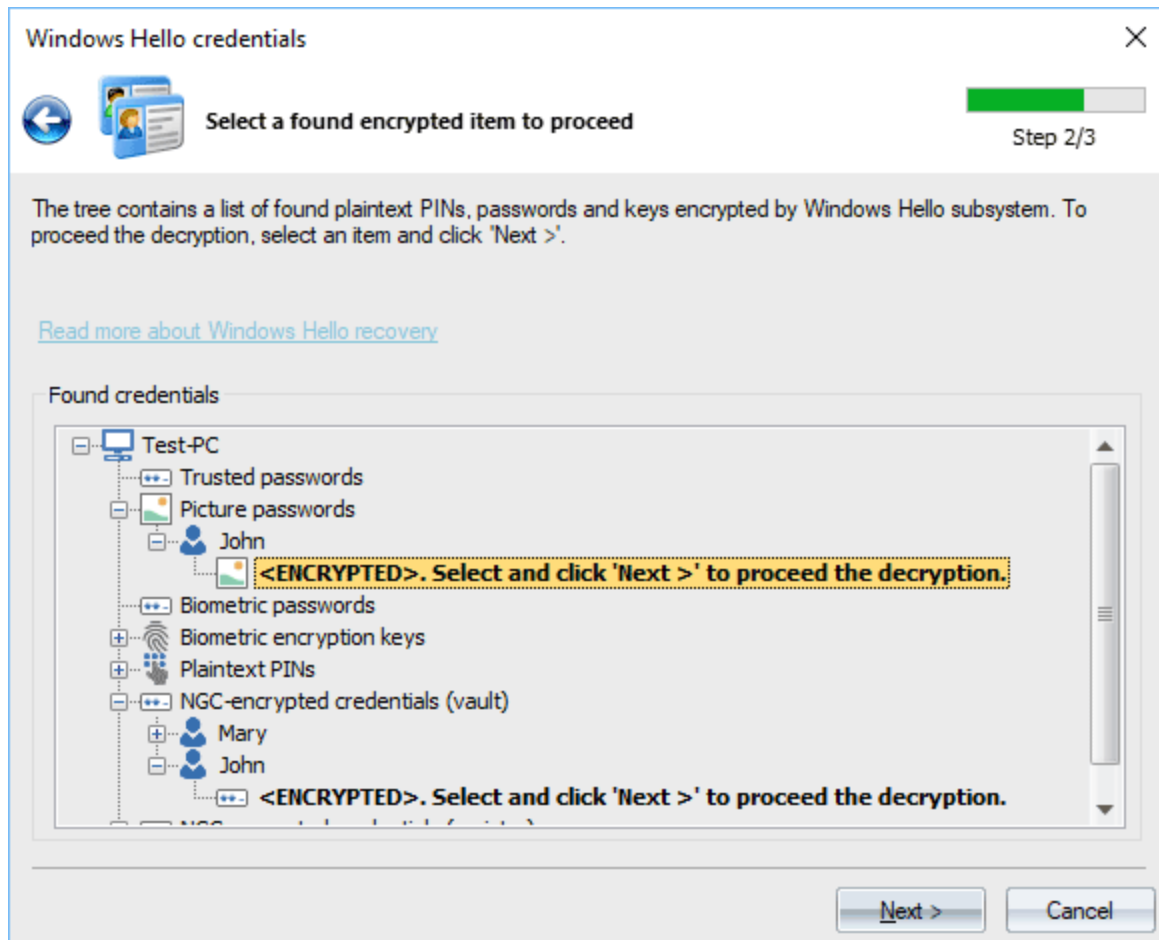 Windows Hello credentials
Select a found encrypted item to proceed
Step 2/3
The tree contains a list of found plaintext PINs, passwords and keys encrypted by Windows Hello subsystem. To
proceed the decryption, select an item and click 'Next >'.
Read more about Windows Hello recovery
Found credentials
Test-PC
Trusted passwords
Picture passwords
John
<ENCRYPTED>. Select and click 'Next >' to proceed the decryption.
Biometric passwords
Biometric encryption keys
Plaintext PINs
NGC-encrypted credentials (vault)
Mary
John
<ENCRYPTED>. Select and click 'Next >' to proceed the decryption.
Next >
Cancel